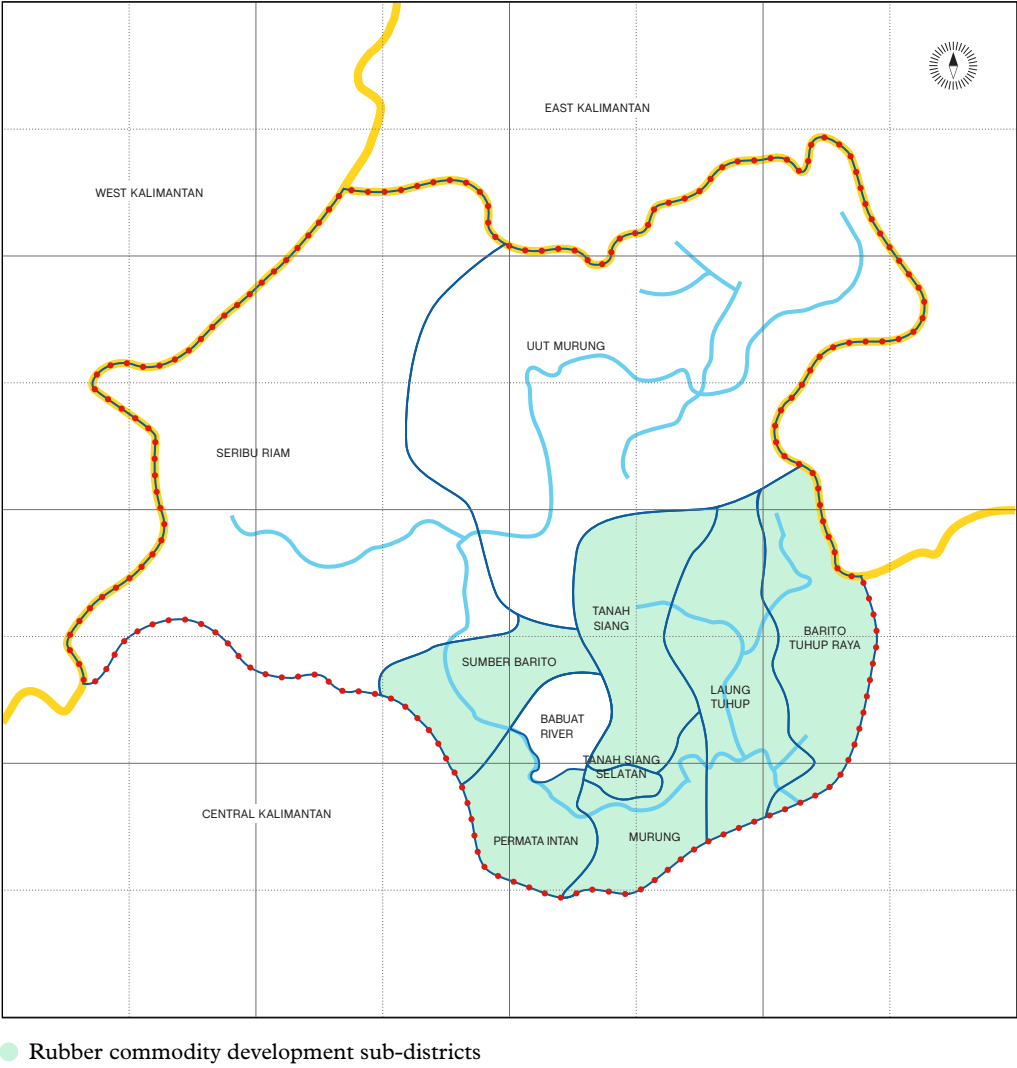 EAST KALIMANTAN
WEST KALIMANTAN
UUT MURUNG
SERIBU RIAM
TANAH
SIANG
BARITO
TUHUP RAYA
SUMBER BARITO
LAUNG
TUHUP
BABUAT
RIVER
TANAH SIANG
SELATAN
CENTRAL KALIMANTAN
PERMATA INTAN
MURUNG
Rubber commodity development sub-districts